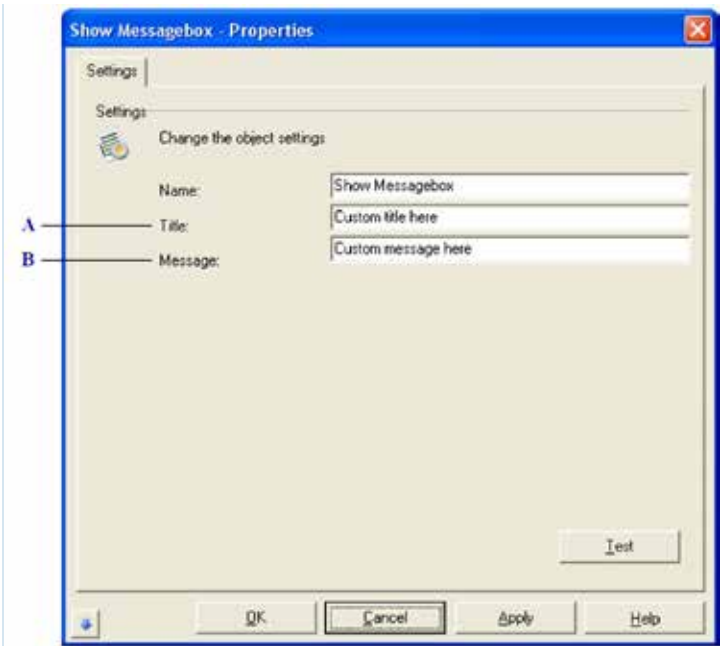 Show Messagebox - Properties
Settings
Settings
Change the object settings
Name: Show Messagebox
A Title: Custom title here
B Message: Custom message here
Test
OK Cancel Apply Help